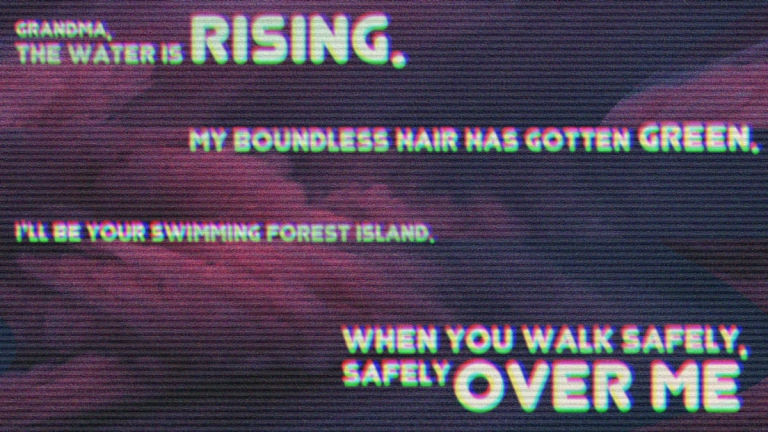 GRANDMA,
THE WATER IS RISING.
MY BOUNDLESS HAIR HAS GOTTEN GREEN.
I'LL BE YOUR SWIMMING FOREST ISLAND,
WHEN YOU WALK SAFELY,
SAFELY OVER ME